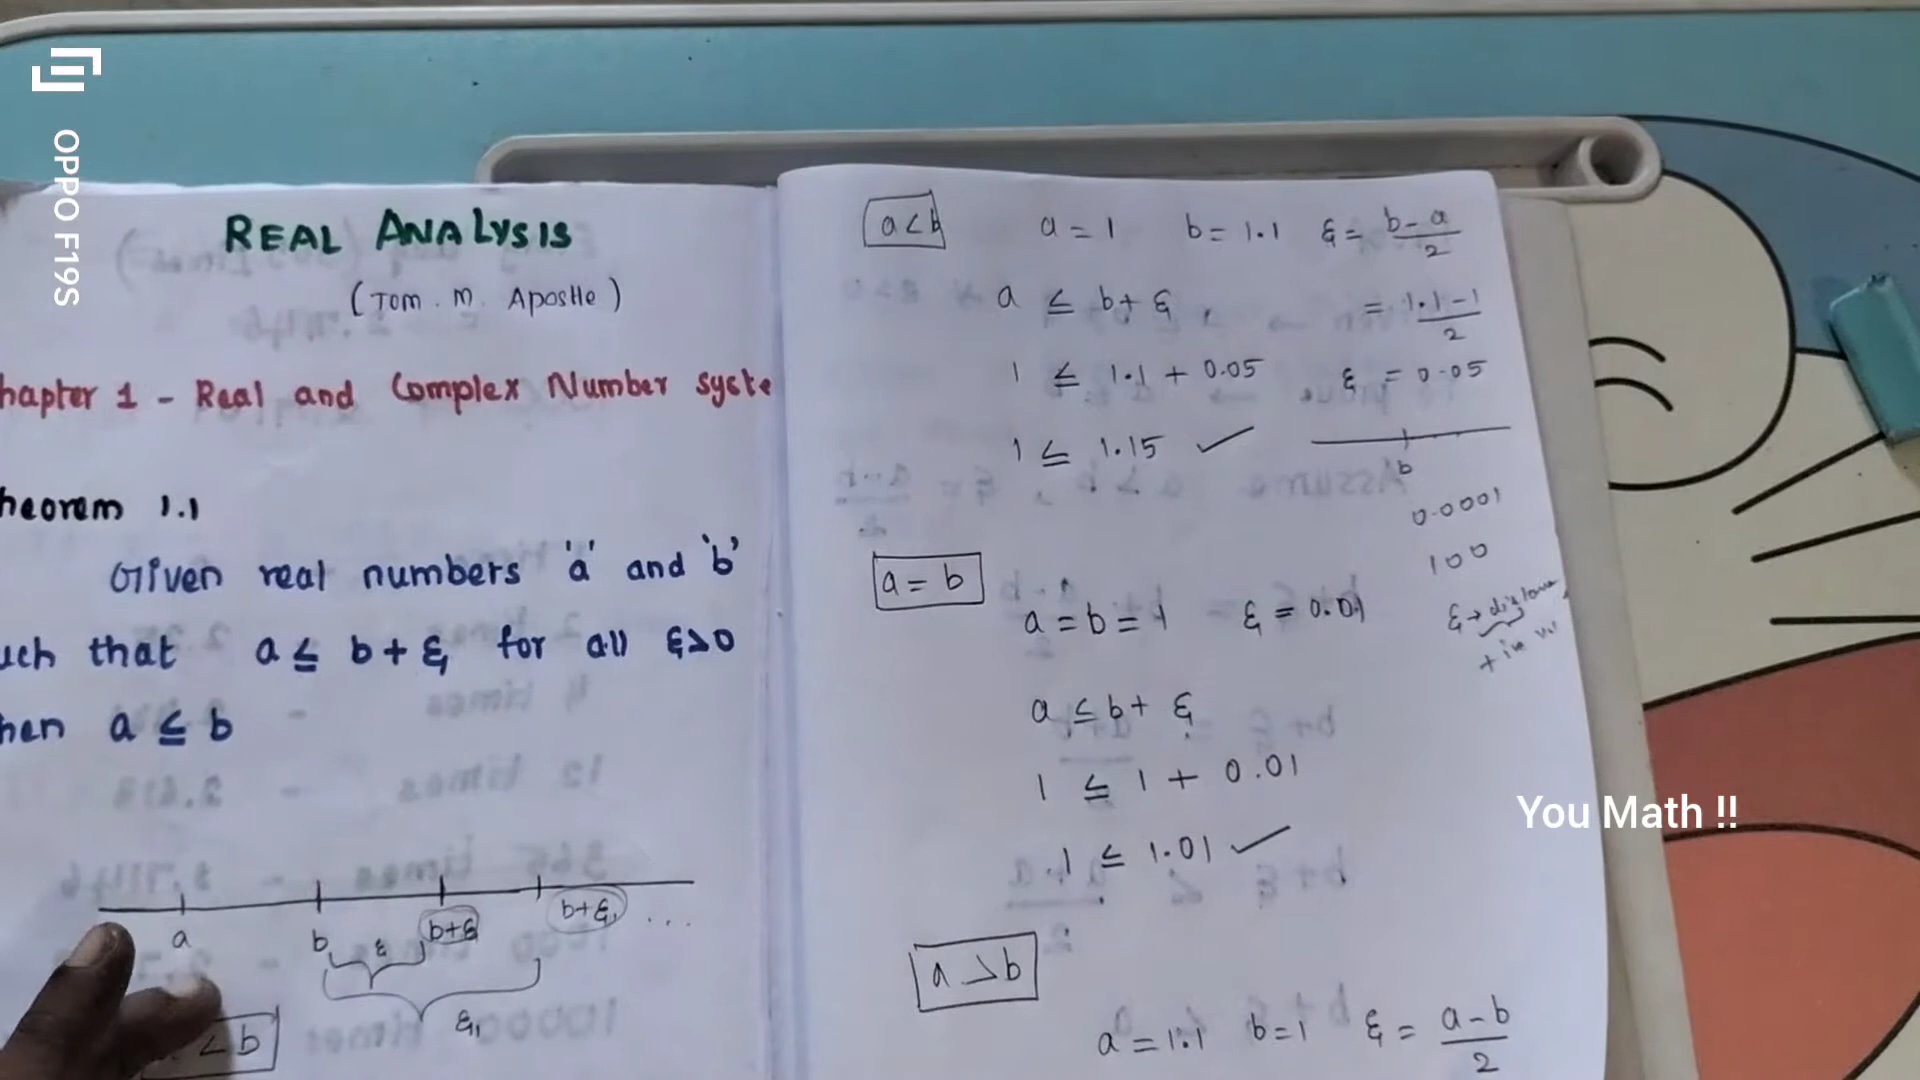 OPPO F19S
REAL ANALYSIS
(Tom. M. Apostle)
hapter 1 - Real and Complex Number syste
heorem 1.1
Given real numbers 'a' and 'b'
uch that a ≤ b + ε, for all ε>0
hen a ≤ b
a b ε b+ε b+ε₁ ...
ε₁
< b
a < b a = 1 b = 1.1 ε = b-a/2
a ≤ b + ε = 1.1-1/2
1 ≤ 1.1 + 0.05 ε = 0.05
1 ≤ 1.15 ✓
b
0.0001
100
a = b
a = b = 1 ε = 0.01
ε →
+ ive
a ≤ b + ε
1 ≤ 1 + 0.01
1 ≤ 1.01 ✓
a > b
a = 1.1 b = 1 ε = a-b/2
You Math !!